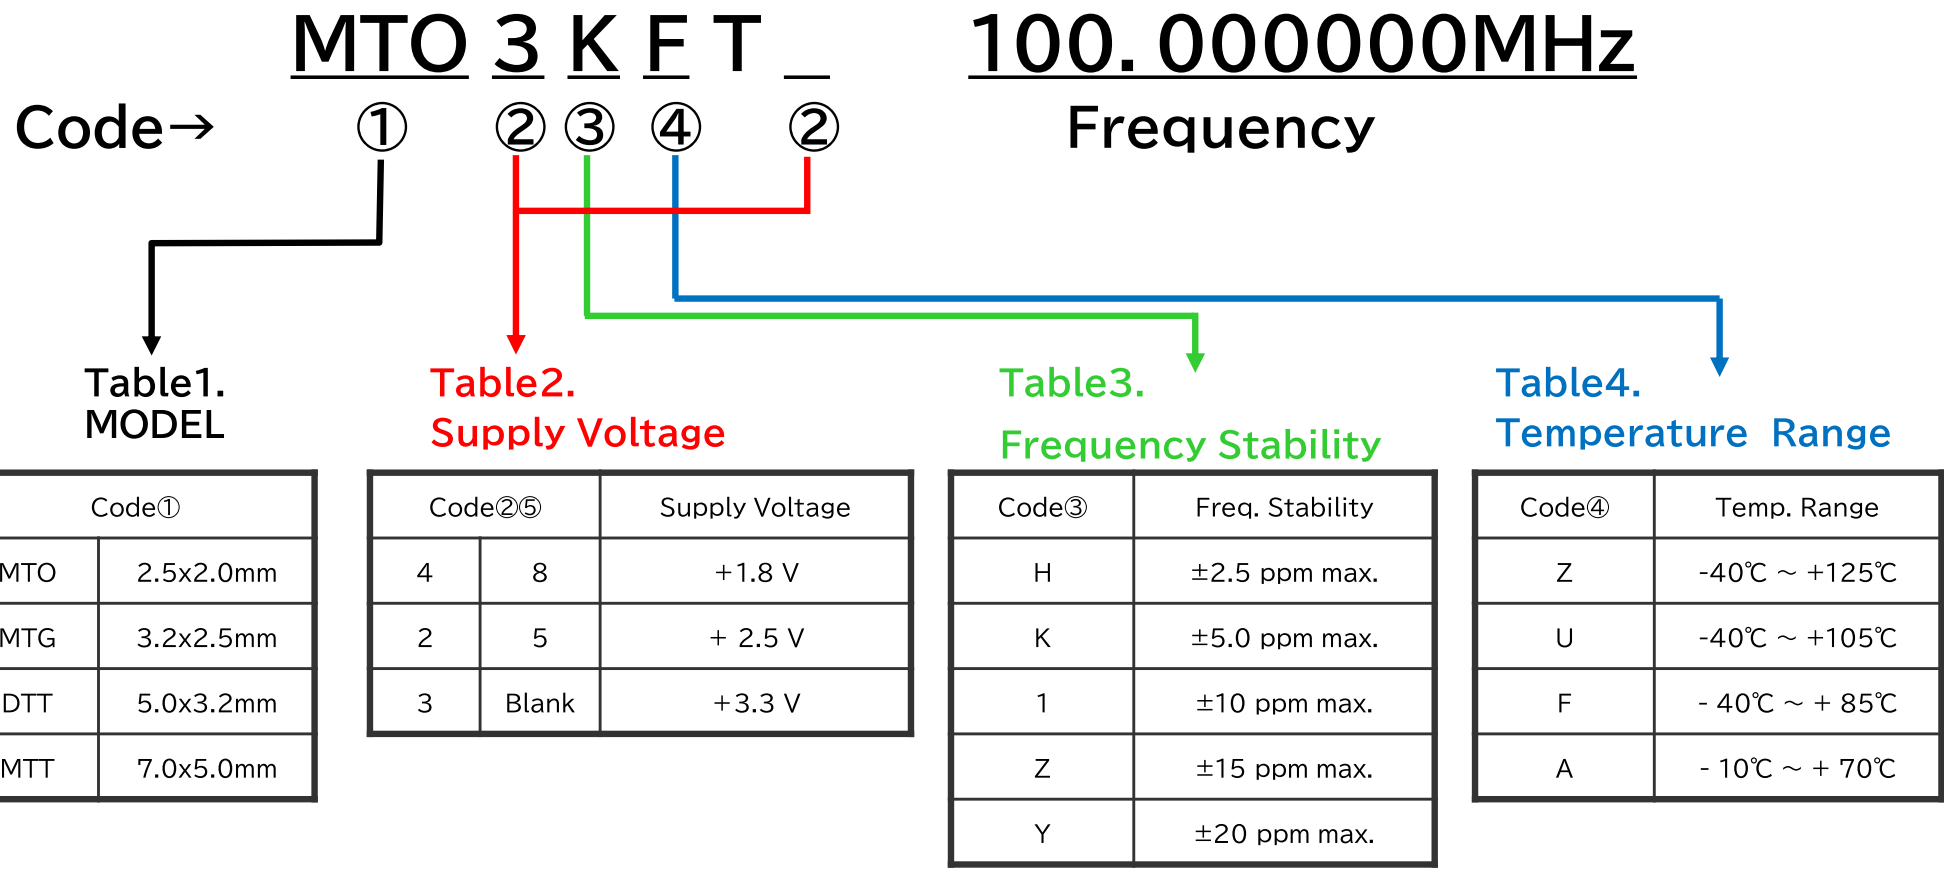 MTO 3 K F T _ 100.000000MHz
Code→ ① ② ③ ④ ② Frequency
Table1.
MODEL
Code①
MTO 2.5x2.0mm
MTG 3.2x2.5mm
DTT 5.0x3.2mm
MTT 7.0x5.0mm
Table2.
Supply Voltage
Code②⑤ Supply Voltage
4 8 +1.8 V
2 5 + 2.5 V
3 Blank +3.3 V
Table3.
Frequency Stability
Code③ Freq. Stability
H ±2.5 ppm max.
K ±5.0 ppm max.
1 ±10 ppm max.
Z ±15 ppm max.
Y ±20 ppm max.
Table4.
Temperature Range
Code④ Temp. Range
Z -40℃ ～ +125℃
U -40℃ ～ +105℃
F - 40℃ ～ + 85℃
A - 10℃ ～ + 70℃